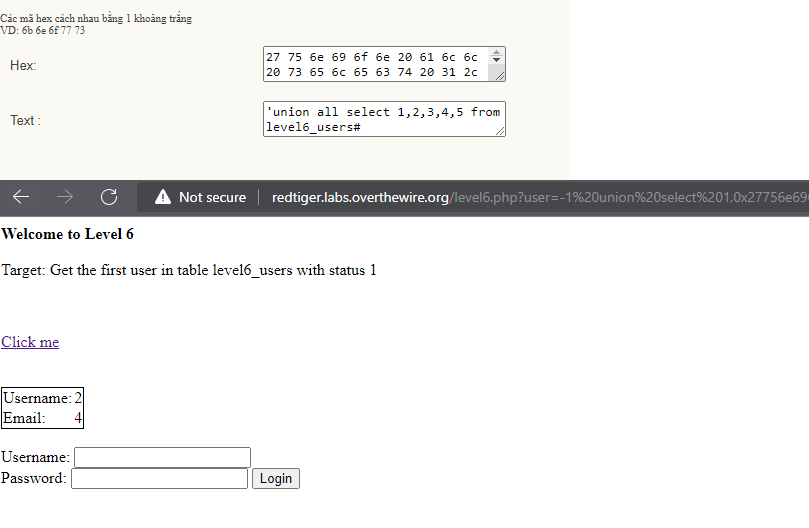 Các mã hex cách nhau bằng 1 khoảng trắng
VD: 6b 6e 6f 77 73
Hex:
27 75 6e 69 6f 6e 20 61 6c 6c
20 73 65 6c 65 63 74 20 31 2c
Text :
'union all select 1,2,3,4,5 from
level6_users#
Not secure
redtiger.labs.overthewire.org/level6.php?user=-1%20union%20select%201,0x27756e69
Welcome to Level 6
Target: Get the first user in table level6_users with status 1
Click me
Username: 2
Email: 4
Username:
Password:
Login